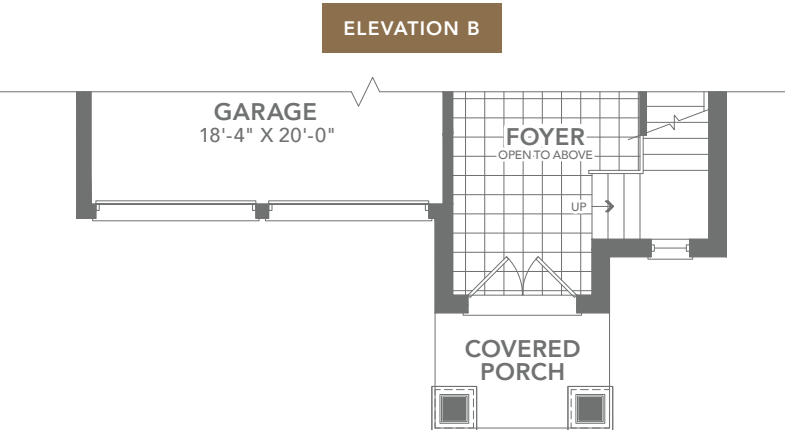 ELEVATION B
GARAGE
18'-4" X 20'-0"
FOYER
OPEN TO ABOVE
UP
COVERED
PORCH